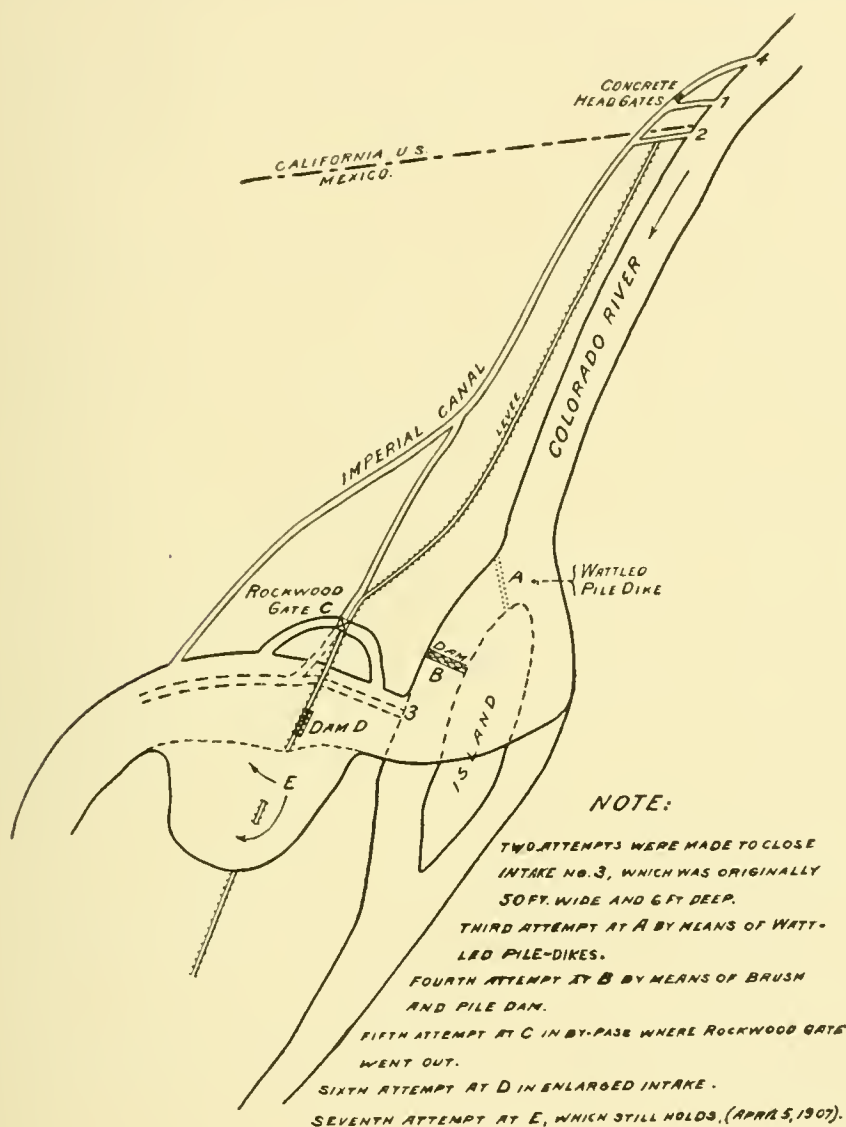 4
CONCRETE
HEAD GATES
1
2
CALIFORNIA U.S.
MEXICO.
COLORADO RIVER
IMPERIAL CANAL
LEVEE
A
WATTLED
PILE DIKE
ROCKWOOD
GATE C
DAM
B
3
DAM D
ISLAND
E
NOTE:
TWO ATTEMPTS WERE MADE TO CLOSE
INTAKE NO. 3, WHICH WAS ORIGINALLY
50 FT. WIDE AND 6 FT DEEP.
THIRD ATTEMPT AT A BY MEANS OF WATT-
LED PILE-DIKES.
FOURTH ATTEMPT AT B BY MEANS OF BRUSH
AND PILE DAM.
FIFTH ATTEMPT AT C IN BY-PASS WHERE ROCKWOOD GATE
WENT OUT.
SIXTH ATTEMPT AT D IN ENLARGED INTAKE.
SEVENTH ATTEMPT AT E, WHICH STILL HOLDS, (APRIL 5, 1907).